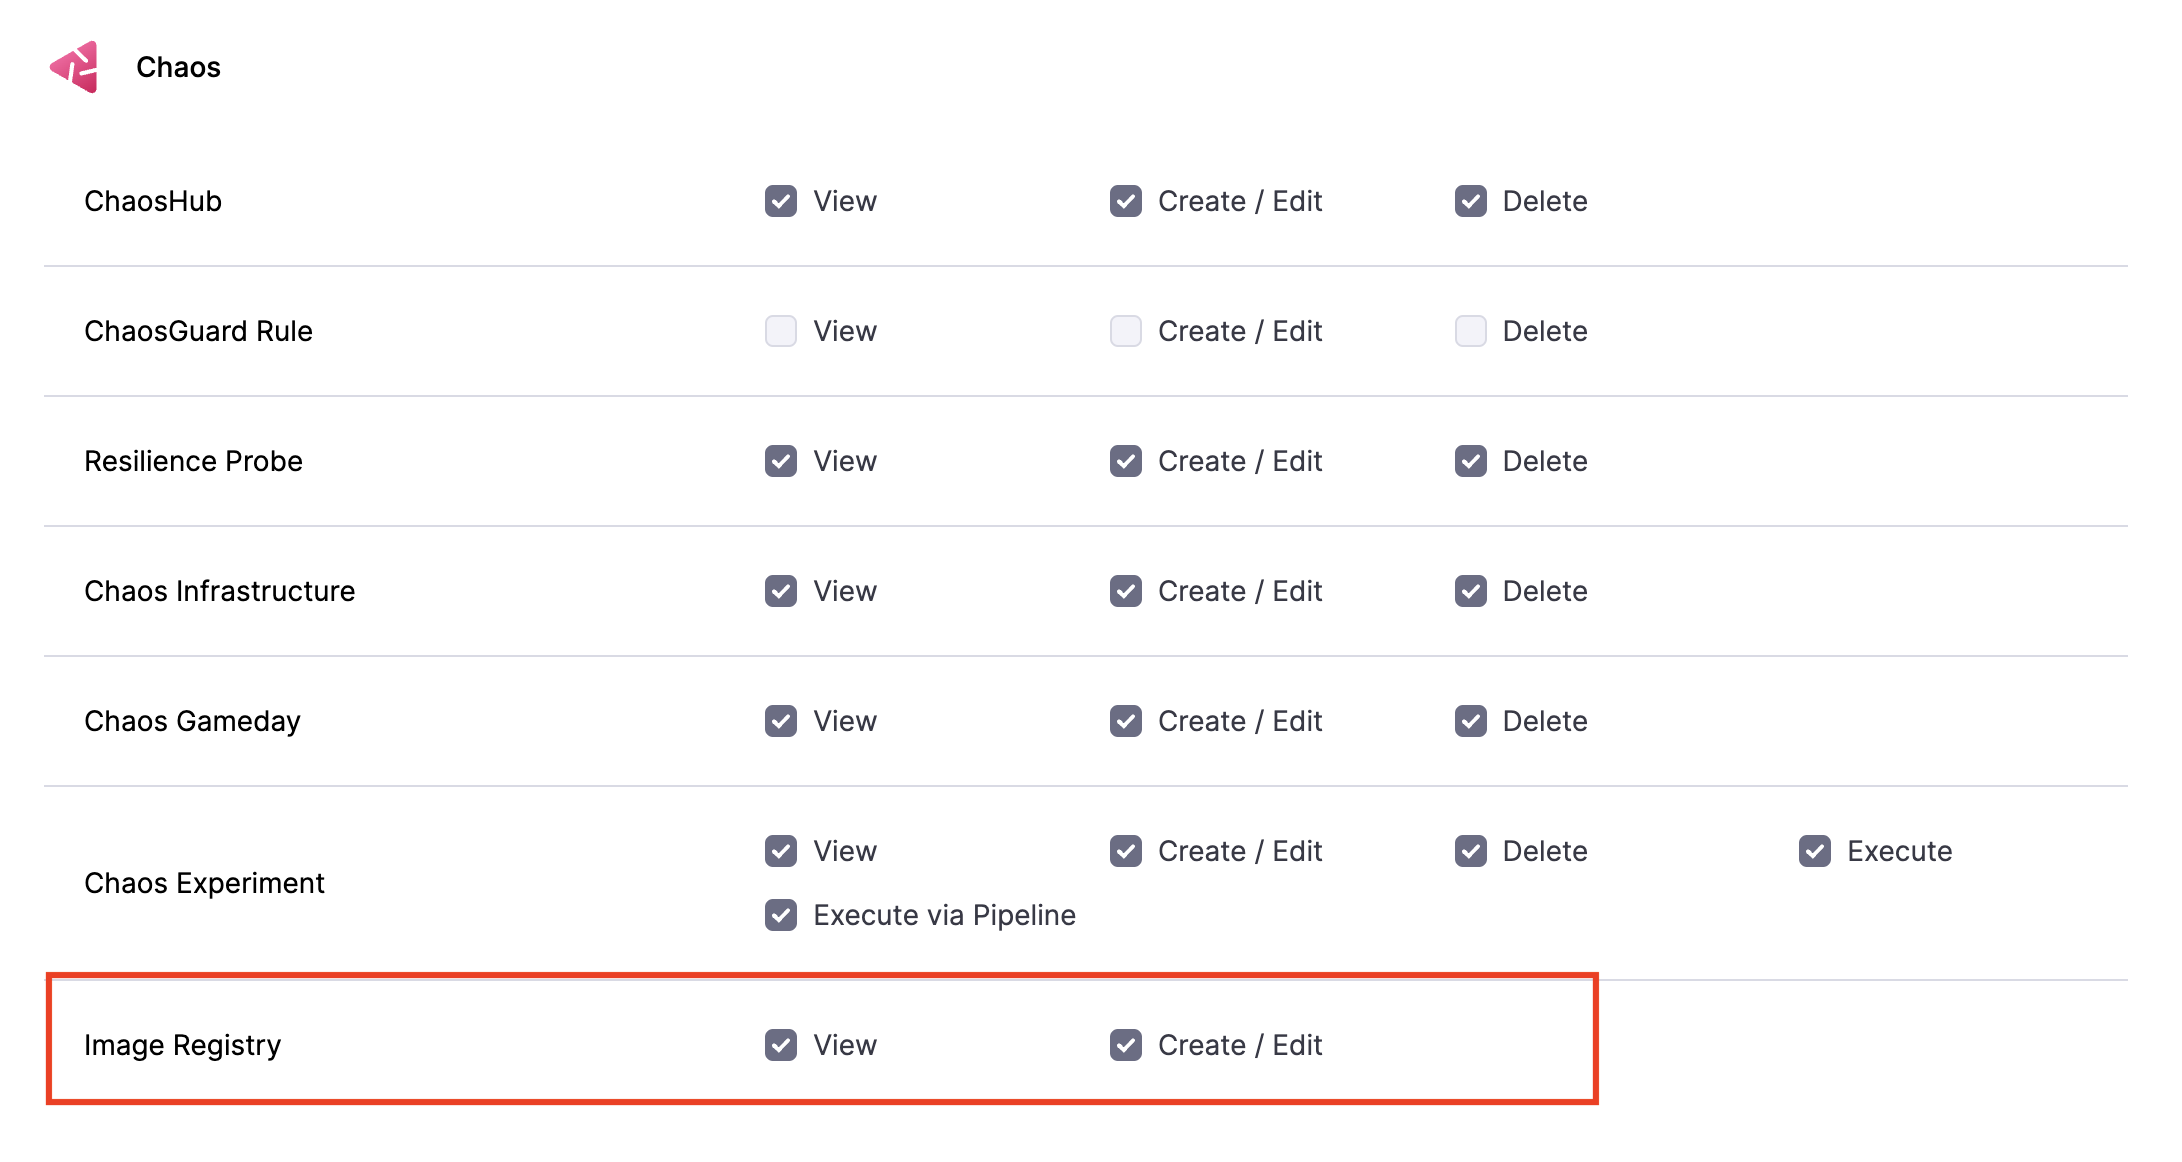 Chaos
ChaosHub View Create / Edit Delete
ChaosGuard Rule View Create / Edit Delete
Resilience Probe View Create / Edit Delete
Chaos Infrastructure View Create / Edit Delete
Chaos Gameday View Create / Edit Delete
Chaos Experiment View Create / Edit Delete Execute
Execute via Pipeline
Image Registry View Create / Edit